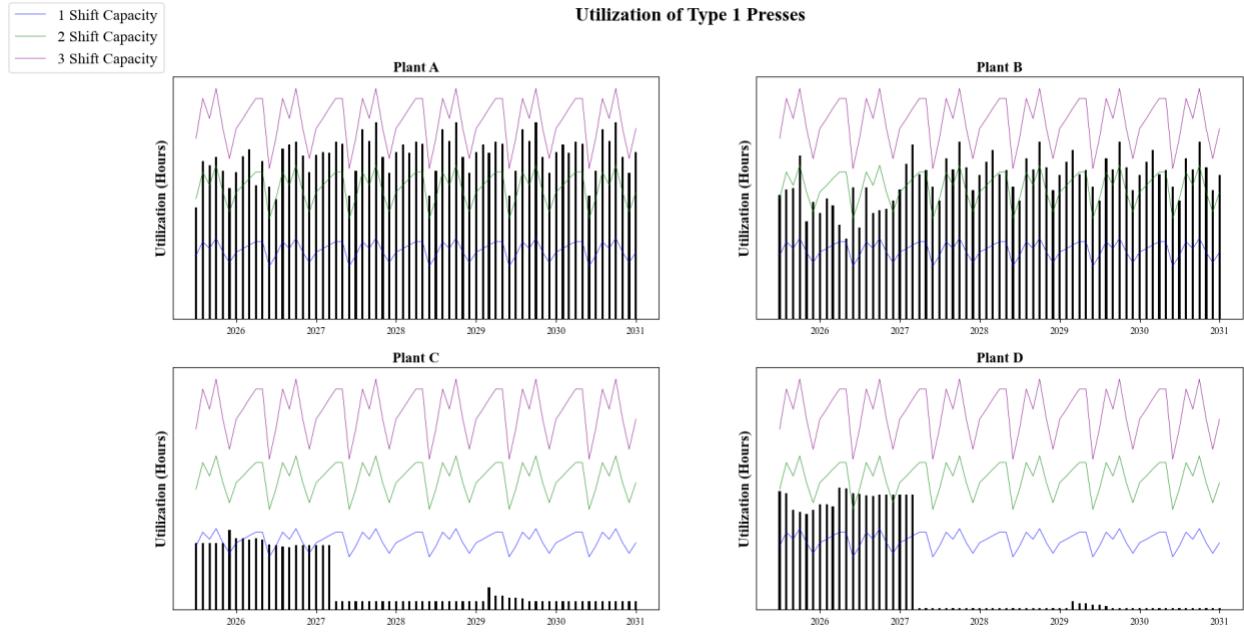 Utilization of Type 1 Presses
1 Shift Capacity
2 Shift Capacity
3 Shift Capacity
Plant A
Utilization (Hours)
2026 2027 2028 2029 2030 2031
Plant B
Utilization (Hours)
2026 2027 2028 2029 2030 2031
Plant C
Utilization (Hours)
2026 2027 2028 2029 2030 2031
Plant D
Utilization (Hours)
2026 2027 2028 2029 2030 2031